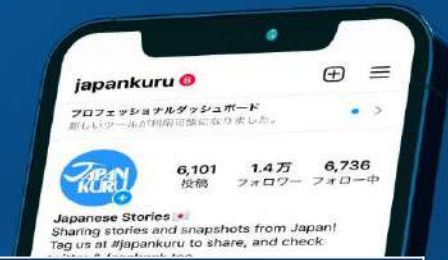 japankuru 6
プロフェッショナルダッシュボード
新しいツールが利用可能になりました。
JAPAN KURU
6,101 1.4万 6,736
投稿 フォロワー フォロー中
Japanese Stories
Sharing stories and snapshots from Japan!
Tag us at #japankuru to share, and check